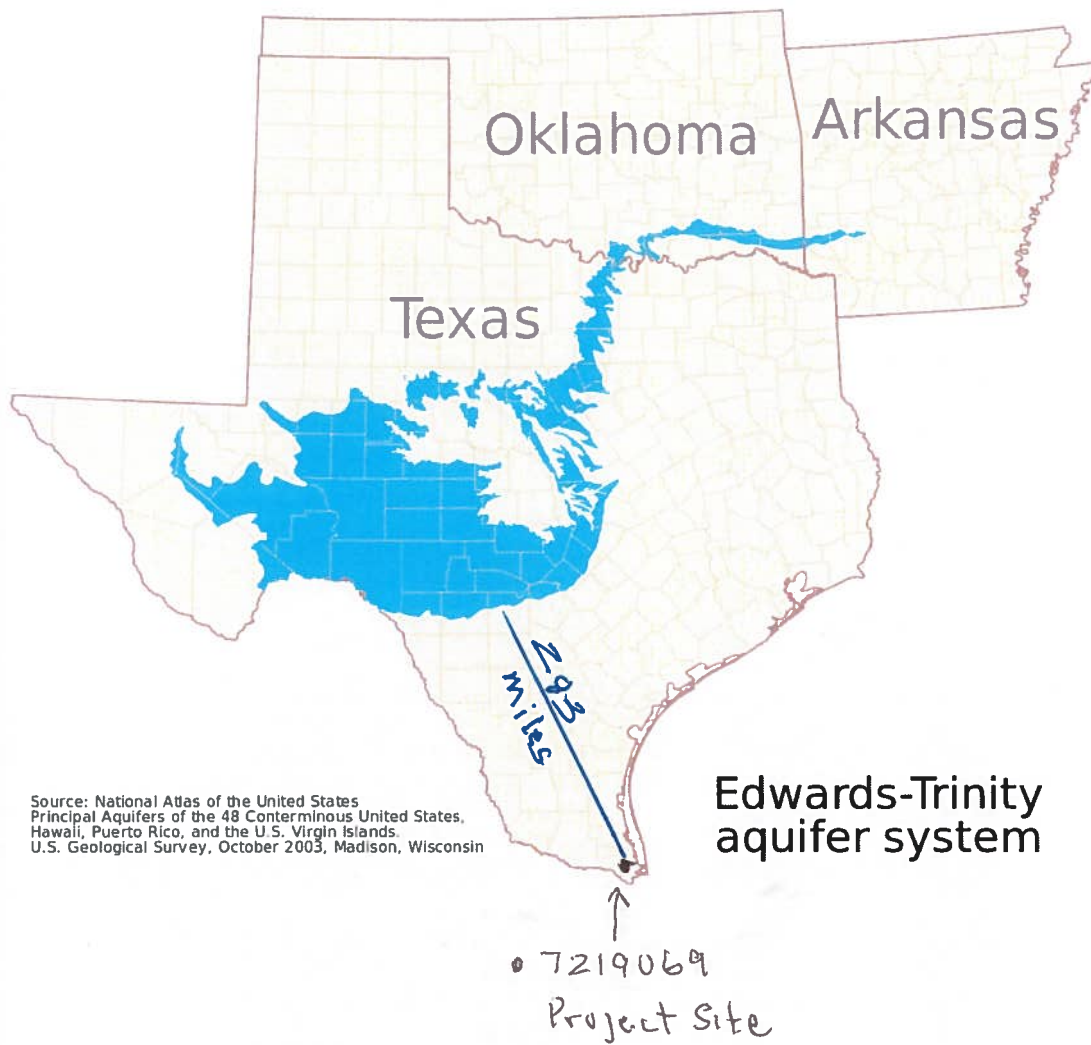 Oklahoma
Arkansas
Texas
283
miles
Source: National Atlas of the United States
Principal Aquifers of the 48 Conterminous United States,
Hawaii, Puerto Rico, and the U.S. Virgin Islands.
U.S. Geological Survey, October 2003, Madison, Wisconsin
Edwards-Trinity
aquifer system
• 7219069
Project Site